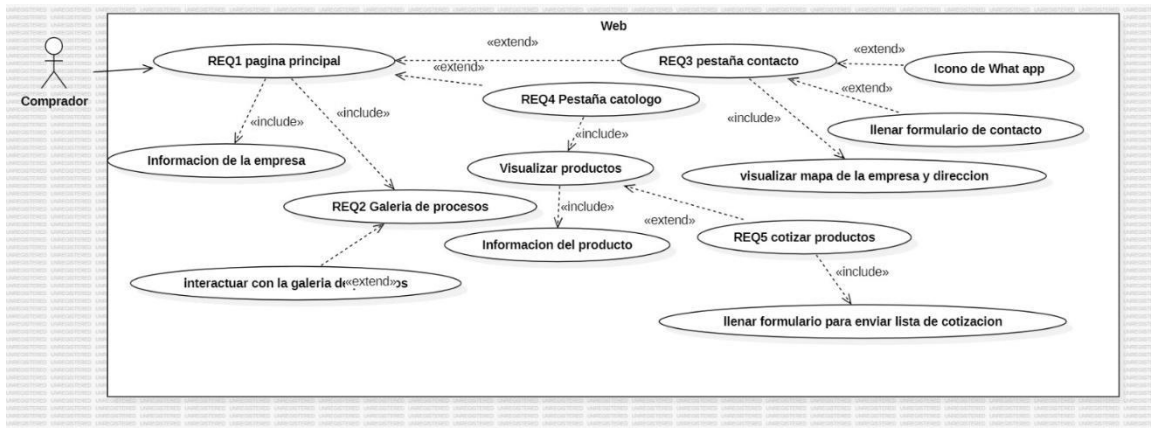 Web
Comprador
REQ1 pagina principal
«extend»
REQ3 pestaña contacto
«extend»
Icono de What app
«extend»
REQ4 Pestaña catologo
«extend»
llenar formulario de contacto
«include»
«include»
«include»
«include»
Informacion de la empresa
Visualizar productos
visualizar mapa de la empresa y direccion
REQ2 Galeria de procesos
«include»
«extend»
REQ5 cotizar productos
Informacion del producto
interactuar con la galeria de
«extend»
«include»
llenar formulario para enviar lista de cotizacion
UNREGISTERED